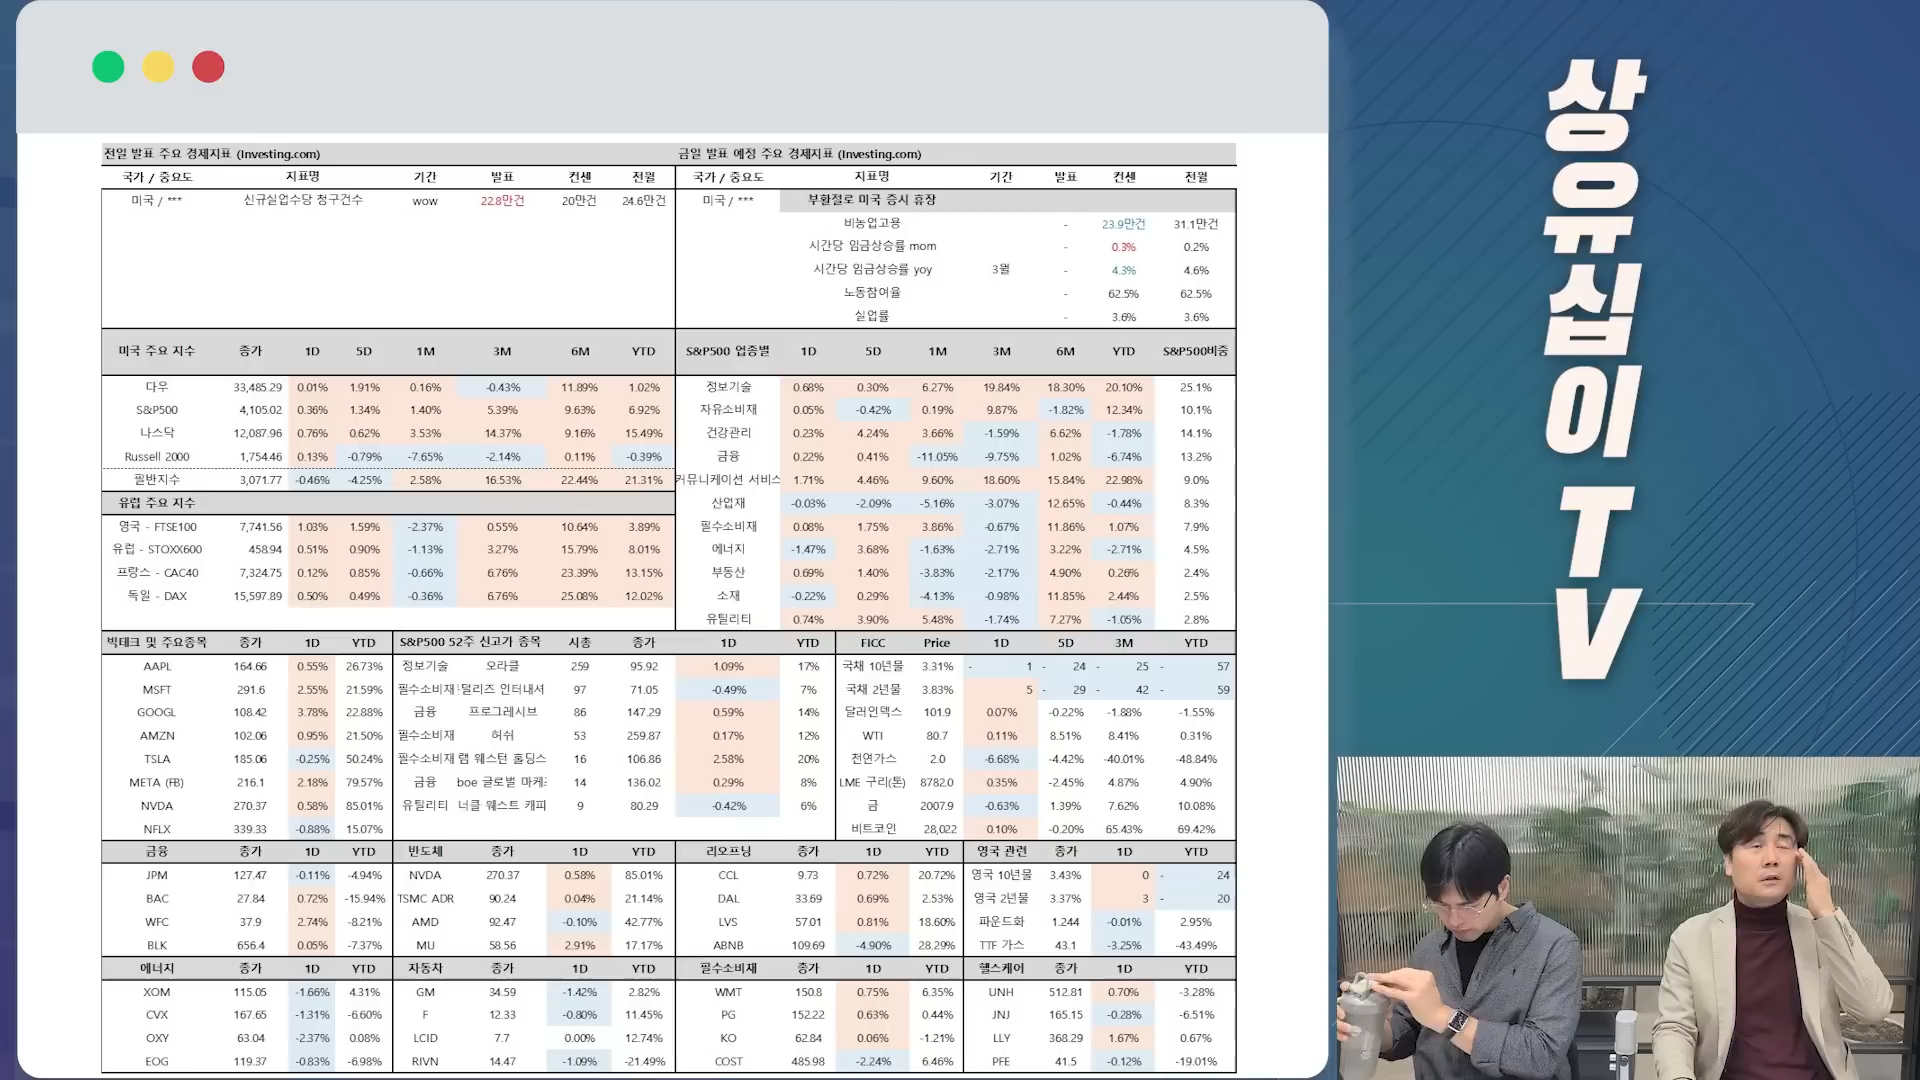 전일 발표 주요 경제지표 (Investing.com) 금일 발표 예정 주요 경제지표 (Investing.com)
국가 / 중요도 지표명 기간 발표 컨센 전월 국가 / 중요도 지표명 기간 발표 컨센 전월
미국 / *** 신규실업수당 청구건수 wow 22.8만건 20만건 24.6만건 미국 / *** 부활절로 미국 증시 휴장
비농업고용 - 23.9만건 31.1만건
시간당 임금상승률 mom - 0.3% 0.2%
시간당 임금상승률 yoy 3월 - 4.3% 4.6%
노동참여율 - 62.5% 62.5%
실업률 - 3.6% 3.6%
미국 주요 지수 종가 1D 5D 1M 3M 6M YTD S&P500 업종별 1D 5D 1M 3M 6M YTD S&P500비중
다우 33,485.29 0.01% 1.91% 0.16% -0.43% 11.89% 1.02% 정보기술 0.68% 0.30% 6.27% 19.84% 18.30% 20.10% 25.1%
S&P500 4,105.02 0.36% 1.34% 1.40% 5.39% 9.63% 6.92% 자유소비재 0.05% -0.42% 0.19% 9.87% -1.82% 12.34% 10.1%
나스닥 12,087.96 0.76% 0.62% 3.53% 14.37% 9.16% 15.49% 건강관리 0.23% 4.24% 3.66% -1.59% 6.62% -1.78% 14.1%
Russell 2000 1,754.46 0.13% -0.79% -7.65% -2.14% 0.11% -0.39% 금융 0.22% 0.41% -11.05% -9.75% 1.02% -6.74% 13.2%
필반지수 3,071.77 -0.46% -4.25% 2.58% 16.53% 22.44% 21.31% 커뮤니케이션 서비스 1.71% 4.46% 9.60% 18.60% 15.84% 22.98% 9.0%
유럽 주요 지수 산업재 -0.03% -2.09% -5.16% -3.07% 12.65% -0.44% 8.3%
영국 - FTSE100 7,741.56 1.03% 1.59% -2.37% 0.55% 10.64% 3.89% 필수소비재 0.08% 1.75% 3.86% -0.67% 11.86% 1.07% 7.9%
유럽 - STOXX600 458.94 0.51% 0.90% -1.13% 3.27% 15.79% 8.01% 에너지 -1.47% 3.68% -1.63% -2.71% 3.22% -2.71% 4.5%
프랑스 - CAC40 7,324.75 0.12% 0.85% -0.66% 6.76% 23.39% 13.15% 부동산 0.69% 1.40% -3.83% -2.17% 4.90% 0.26% 2.4%
독일 - DAX 15,597.89 0.50% 0.49% -0.36% 6.76% 25.08% 12.02% 소재 -0.22% 0.29% -4.13% -0.98% 11.85% 2.44% 2.5%
유틸리티 0.74% 3.90% 5.48% -1.74% 7.27% -1.05% 2.8%
빅테크 및 주요종목 종가 1D YTD S&P500 52주 신고가 종목 시총 종가 1D YTD FICC Price 1D 5D 3M YTD
AAPL 164.66 0.55% 26.73% 정보기술 오라클 259 95.92 1.09% 17% 국채 10년물 3.31% - 1 - 24 - 25 - 57
MSFT 291.6 2.55% 21.59% 필수소비재 델리즈 인터내셔 97 71.05 -0.49% 7% 국채 2년물 3.83% 5 - 29 - 42 - 59
GOOGL 108.42 3.78% 22.88% 금융 프로그레시브 86 147.29 0.59% 14% 달러인덱스 101.9 0.07% -0.22% -1.88% -1.55%
AMZN 102.06 0.95% 21.50% 필수소비재 허쉬 53 259.87 0.17% 12% WTI 80.7 0.11% 8.51% 8.41% 0.31%
TSLA 185.06 -0.25% 50.24% 필수소비재 램 웨스턴 홀딩스 16 106.86 2.58% 20% 천연가스 2.0 -6.68% -4.42% -40.01% -48.84%
META (FB) 216.1 2.18% 79.57% 금융 boe 글로벌 마케 14 136.02 0.29% 8% LME 구리(톤) 8782.0 0.35% -2.45% 4.87% 4.90%
NVDA 270.37 0.58% 85.01% 유틸리티 너클 웨스트 캐피 9 80.29 -0.42% 6% 금 2007.9 -0.63% 1.39% 7.62% 10.08%
NFLX 339.33 -0.88% 15.07% 비트코인 28,022 0.10% -0.20% 65.43% 69.42%
금융 종가 1D YTD 반도체 종가 1D YTD 리오프닝 종가 1D YTD 영국 관련 종가 1D YTD
JPM 127.47 -0.11% -4.94% NVDA 270.37 0.58% 85.01% CCL 9.73 0.72% 20.72% 영국 10년물 3.43% 0 - 24
BAC 27.84 0.72% -15.94% TSMC ADR 90.24 0.04% 21.14% DAL 33.69 0.69% 2.53% 영국 2년물 3.37% 3 - 20
WFC 37.9 2.74% -8.21% AMD 92.47 -0.10% 42.77% LVS 57.01 0.81% 18.60% 파운드화 1.244 -0.01% 2.95%
BLK 656.4 0.05% -7.37% MU 58.56 2.91% 17.17% ABNB 109.69 -4.90% 28.29% TTF 가스 43.1 -3.25% -43.49%
에너지 종가 1D YTD 자동차 종가 1D YTD 필수소비재 종가 1D YTD 헬스케어 종가 1D YTD
XOM 115.05 -1.66% 4.31% GM 34.59 -1.42% 2.82% WMT 150.8 0.75% 6.35% UNH 512.81 0.70% -3.28%
CVX 167.65 -1.31% -6.60% F 12.33 -0.80% 11.45% PG 152.22 0.63% 0.44% JNJ 165.15 -0.28% -6.51%
OXY 63.04 -2.37% 0.08% LCID 7.7 0.00% 12.74% KO 62.84 0.06% -1.21% LLY 368.29 1.67% 0.67%
EOG 119.37 -0.83% -6.98% RIVN 14.47 -1.09% -21.49% COST 485.98 -2.24% 6.46% PFE 41.5 -0.12% -19.01%
상유십이 TV